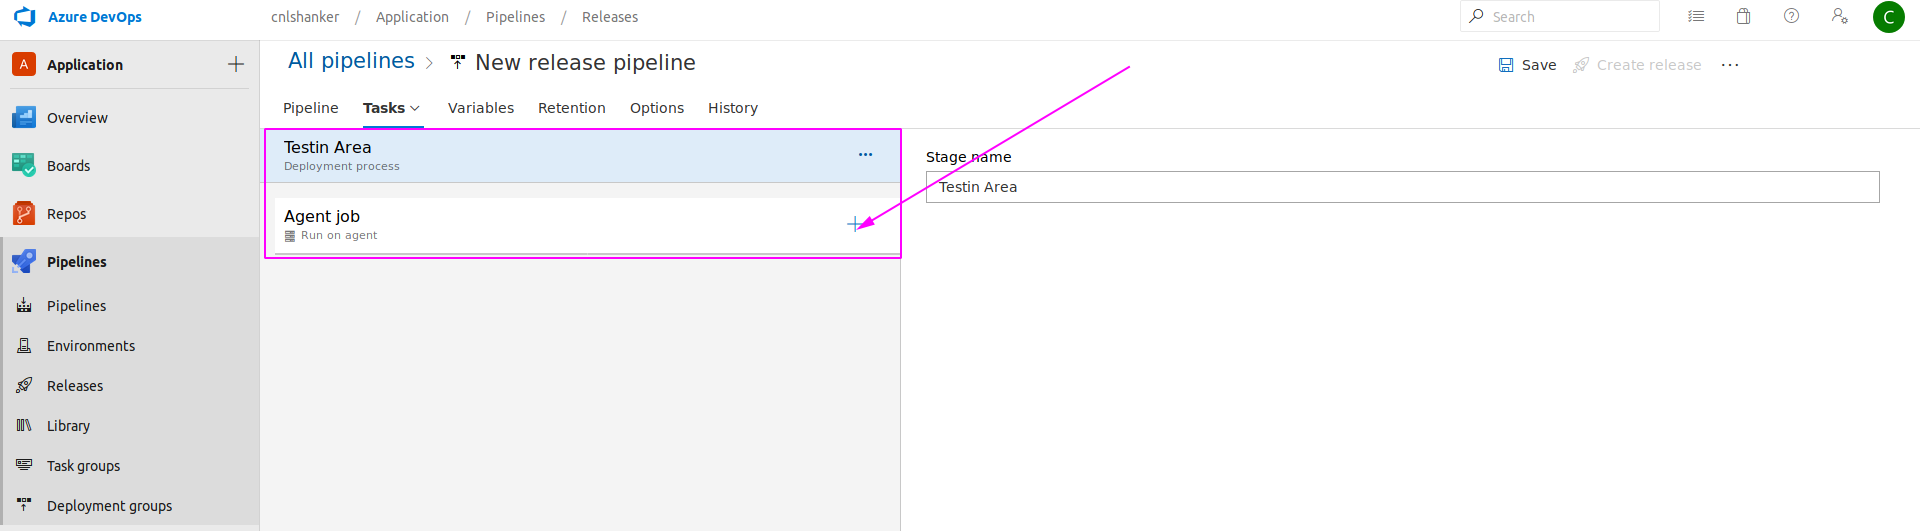 Azure DevOps
cnlshanker / Application / Pipelines / Releases
Search
C
A Application
Overview
Boards
Repos
Pipelines
Pipelines
Environments
Releases
Library
Task groups
Deployment groups
All pipelines > New release pipeline
Save
Create release
...
Pipeline
Tasks
Variables
Retention
Options
History
Testin Area
Deployment process
...
Agent job
Run on agent
Stage name
Testin Area